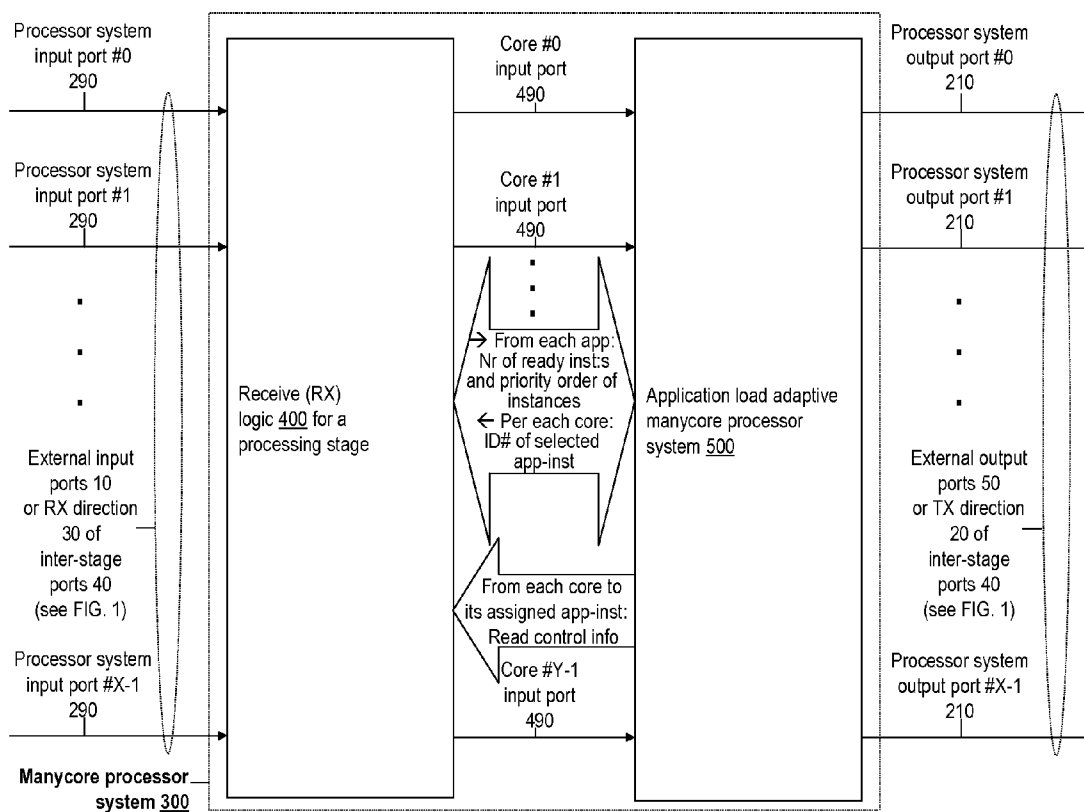 Processor system
input port #0
290
Processor system
input port #1
290
External input
ports 10
or RX direction
30 of
inter-stage
ports 40
(see FIG. 1)
Processor system
input port #X-1
290
Manycore processor
system 300
Receive (RX)
logic 400 for a
processing stage
Core #0
input port
490
Core #1
input port
490
→ From each app:
Nr of ready inst:s
and priority order of
instances
← Per each core:
ID# of selected
app-inst
From each core to
its assigned app-inst:
Read control info
Core #Y-1
input port
490
Application load adaptive
manycore processor
system 500
Processor system
output port #0
210
Processor system
output port #1
210
External output
ports 50
or TX direction
20 of
inter-stage
ports 40
(see FIG. 1)
Processor system
output port #X-1
210